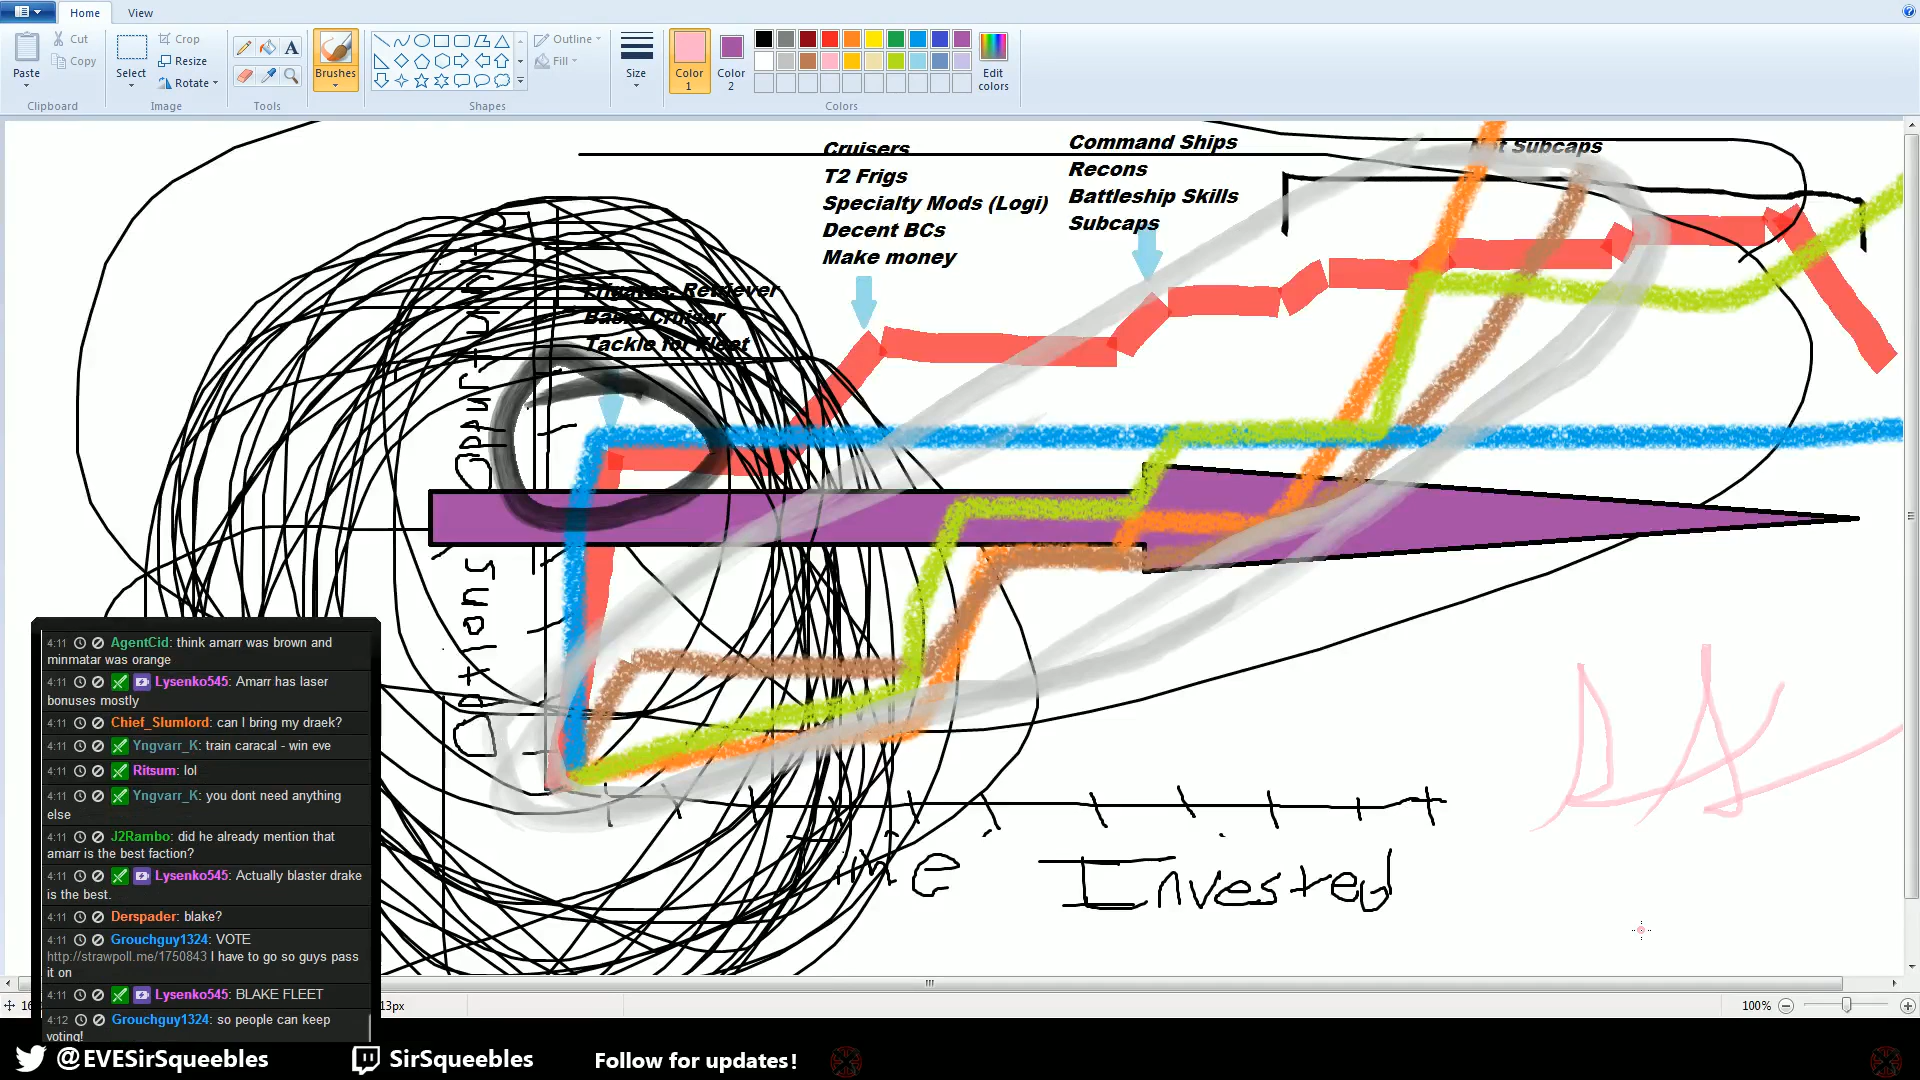 Home
View
Paste
Cut
Copy
Clipboard
Select
Crop
Resize
Rotate
Image
Tools
Brushes
Shapes
Outline
Fill
Size
Color 1
Color 2
Colors
Edit colors
Cruisers
T2 Frigs
Specialty Mods (Logi)
Decent BCs
Make money
Command Ships
Recons
Battleship Skills
Subcaps
Subcaps
Frigates, Retriever
Basic Cruiser
Tackle for Fleet
Options
Invested
4:11 AgentCid: think amarr was brown and
minmatar was orange
4:11 Lysenko545: Amarr has laser
bonuses mostly
4:11 Chief_Slumlord: can I bring my draek?
4:11 Yngvarr_K: train caracal - win eve
4:11 Ritsum: lol
4:11 Yngvarr_K: you dont need anything
else
4:11 J2Rambo: did he already mention that
amarr is the best faction?
4:11 Lysenko545: Actually blaster drake
is the best.
4:11 Derspader: blake?
4:11 Grouchguy1324: VOTE
http://strawpoll.me/1750843 I have to go so guys pass
it on
4:11 Lysenko545: BLAKE FLEET
4:12 Grouchguy1324: so people can keep
voting!
13px
100%
@EVESirSqueebles
SirSqueebles
Follow for updates!